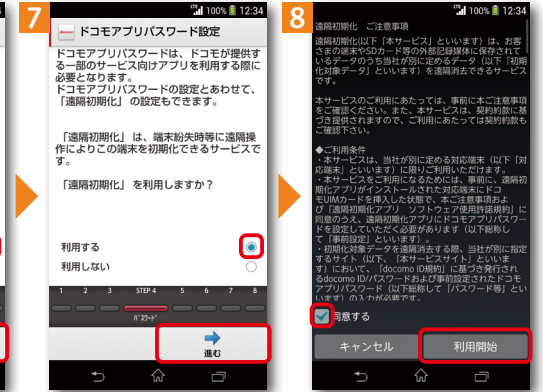 7
LTE 100% 12:34
ドコモアプリパスワード設定
ドコモアプリパスワードは、ドコモが提供す
る一部のサービス向けアプリを利用する際に
必要となります。
ドコモアプリパスワードの設定とあわせて、
「遠隔初期化」の設定もできます。
「遠隔初期化」は、端末紛失時等に遠隔操
作によりこの端末を初期化できるサービスで
す。
「遠隔初期化」を利用しますか？
利用する
利用しない
1 2 3 STEP 4 5 6 7 8
ﾊﾟｽﾜｰﾄﾞ
進む
8
LTE 100% 12:34
遠隔初期化 ご注意事項
遠隔初期化(以下「本サービス」といいます）は、お客
さまの端末やSDカード等の外部記録媒体に保存されて
いるデータのうち当社が別に定めるデータ（以下「初期
化対象データ」といいます）を遠隔消去できるサービス
です。
本サービスのご利用にあたっては、事前に本ご注意事項
をご確認ください。また、本サービスは、契約約款に基
づき提供されますので、ご利用にあたっては契約約款も
ご確認下さい。
◆ご利用条件
・本サービスは、当社が別に定める対応端末（以下「対
応端末」といいます）に限りご利用いただけます。
・本サービスをご利用になるためには、事前に、遠隔初
期化アプリがインストールされた対応端末にドコ
モUIMカードを挿入した状態で、本ご注意事項およ
び「遠隔初期化アプリ ソフトウェア使用許諾規約」に
同意のうえ、遠隔初期化アプリにドコモアプリパスワー
ドを設定していただく必要があります（以下総称し
て「事前設定」といいます）。
・初期化対象データを遠隔消去する際、当社が別に指定
するサイト（以下、「本サービスサイト」といいま
す）において、「docomo ID規約」に基づき発行され
るdocomo ID/パスワードおよび事前設定されたドコモ
アプリパスワード（以下総称して「パスワード等」とい
います）の入力が必要です。
同意する
キャンセル
利用開始